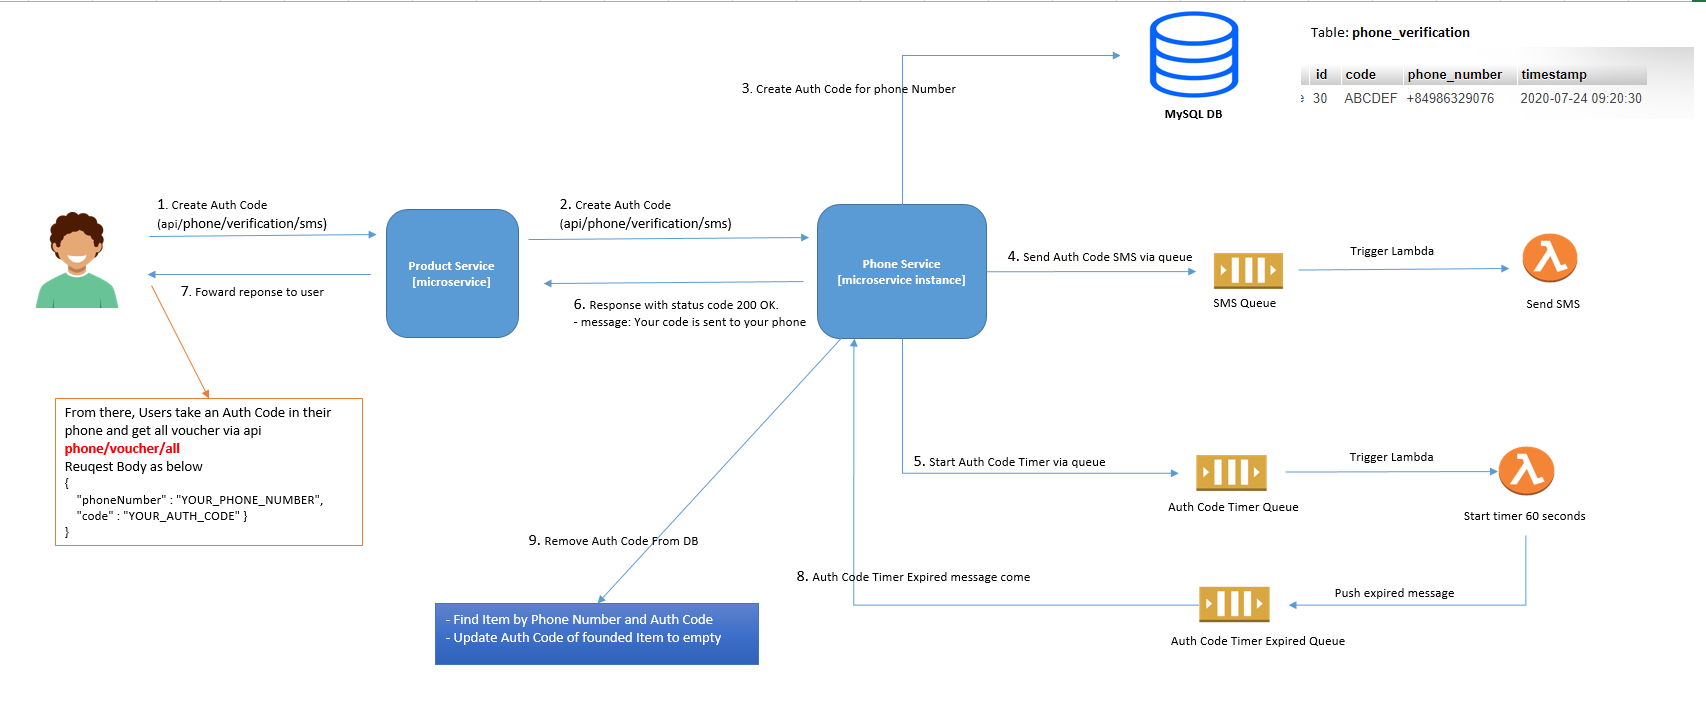 Table: phone_verification
id code phone_number timestamp
30 ABCDEF +84986329076 2020-07-24 09:20:30
MySQL DB
3. Create Auth Code for phone Number
1. Create Auth Code
(api/phone/verification/sms)
2. Create Auth Code
(api/phone/verification/sms)
Product Service
[microservice]
Phone Service
[microservice instance]
4. Send Auth Code SMS via queue
SMS Queue
Trigger Lambda
Send SMS
7. Foward reponse to user
6. Response with status code 200 OK.
- message: Your code is sent to your phone
From there, Users take an Auth Code in their
phone and get all voucher via api
phone/voucher/all
Reuqest Body as below
{
"phoneNumber" : "YOUR_PHONE_NUMBER",
"code" : "YOUR_AUTH_CODE" }
}
5. Start Auth Code Timer via queue
Auth Code Timer Queue
Trigger Lambda
Start timer 60 seconds
9. Remove Auth Code From DB
8. Auth Code Timer Expired message come
Push expired message
Auth Code Timer Expired Queue
- Find Item by Phone Number and Auth Code
- Update Auth Code of founded Item to empty